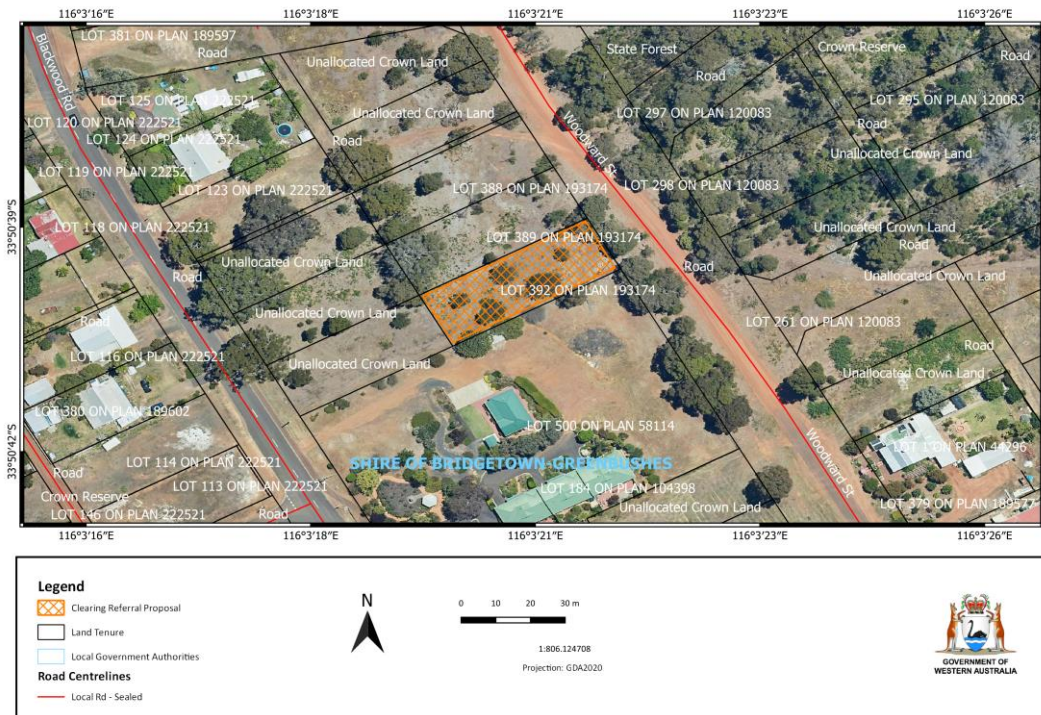 116°3'16"E 116°3'18"E 116°3'21"E 116°3'23"E 116°3'26"E
LOT 381 ON PLAN 189597
Road
Blackwood Rd
Unallocated Crown Land
State Forest
Crown Reserve
Road
Road
LOT 125 ON PLAN 222521
Unallocated Crown Land
LOT 297 ON PLAN 120083
LOT 295 ON PLAN 120083
LOT 120 ON PLAN 222521
LOT 124 ON PLAN 222521
Road
Road
Woodward St
Unallocated Crown Land
LOT 119 ON PLAN 222521
LOT 123 ON PLAN 222521
LOT 388 ON PLAN 193174
LOT 298 ON PLAN 120083
33°50'39"S
LOT 118 ON PLAN 222521
LOT 389 ON PLAN 193174
Unallocated Crown Land
Road
Unallocated Crown Land
Road
Road
Unallocated Crown Land
LOT 392 ON PLAN 193174
Unallocated Crown Land
Road
LOT 261 ON PLAN 120083
LOT 116 ON PLAN 222521
Unallocated Crown Land
Road
Unallocated Crown Land
LOT 380 ON PLAN 189602
LOT 500 ON PLAN 58114
33°50'42"S
Woodward St
LOT 1 ON PLAN 44296
Road
LOT 114 ON PLAN 222521
SHIRE OF BRIDGETOWN-GREENBUSHES
LOT 113 ON PLAN 222521
LOT 184 ON PLAN 104398
Crown Reserve
LOT 146 ON PLAN 222521
Road
Unallocated Crown Land
LOT 379 ON PLAN 189577
116°3'16"E 116°3'18"E 116°3'21"E 116°3'23"E 116°3'26"E
Legend
Clearing Referral Proposal
Land Tenure
Local Government Authorities
Road Centrelines
Local Rd - Sealed
N
0 10 20 30 m
1:806.124708
Projection: GDA2020
GOVERNMENT OF
WESTERN AUSTRALIA